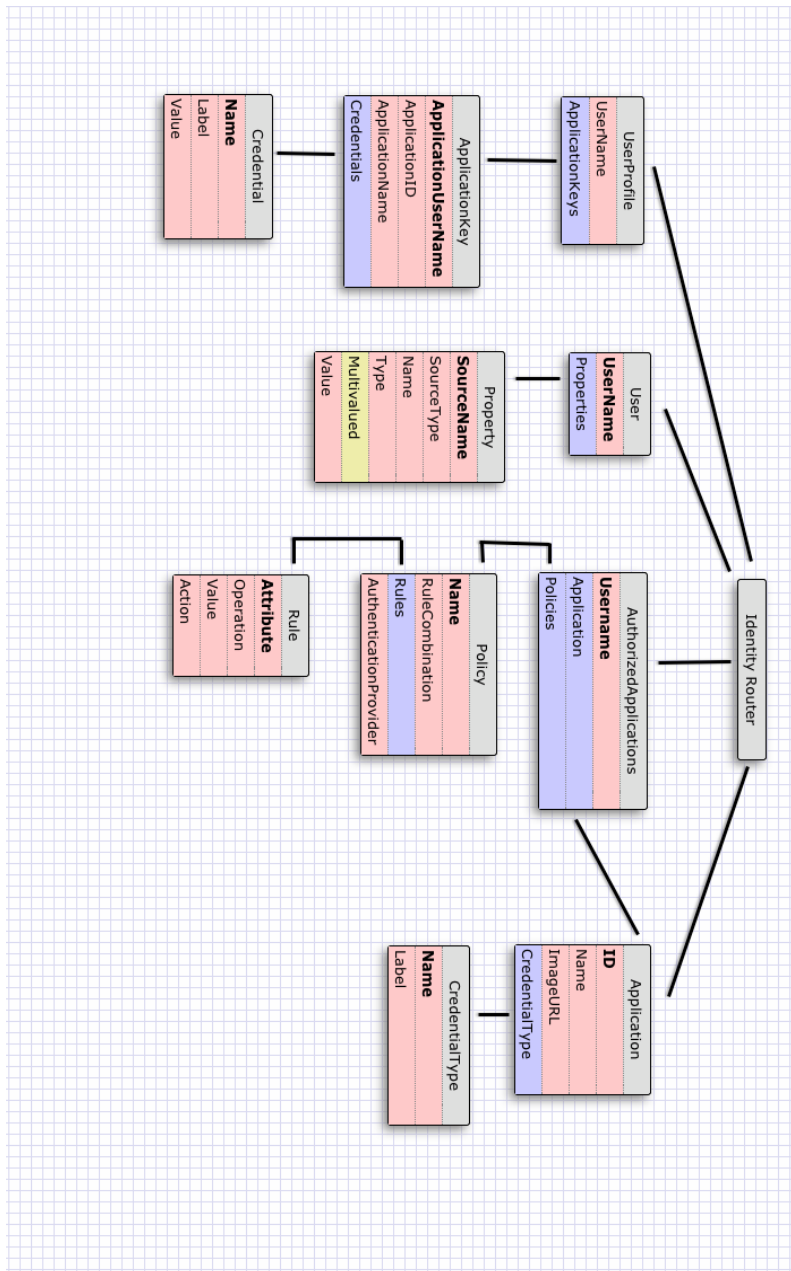 Identity Router
UserProfile
UserName
ApplicationKeys
User
UserName
Properties
AuthorizedApplications
Username
Application
Policies
Application
ID
Name
ImageURL
CredentialType
ApplicationKey
ApplicationUserName
ApplicationID
ApplicationName
Credentials
Property
SourceName
SourceType
Name
Type
Multivalued
Value
Policy
Name
RuleCombination
Rules
AuthenticationProvider
CredentialType
Name
Label
Credential
Name
Label
Value
Rule
Attribute
Operation
Value
Action